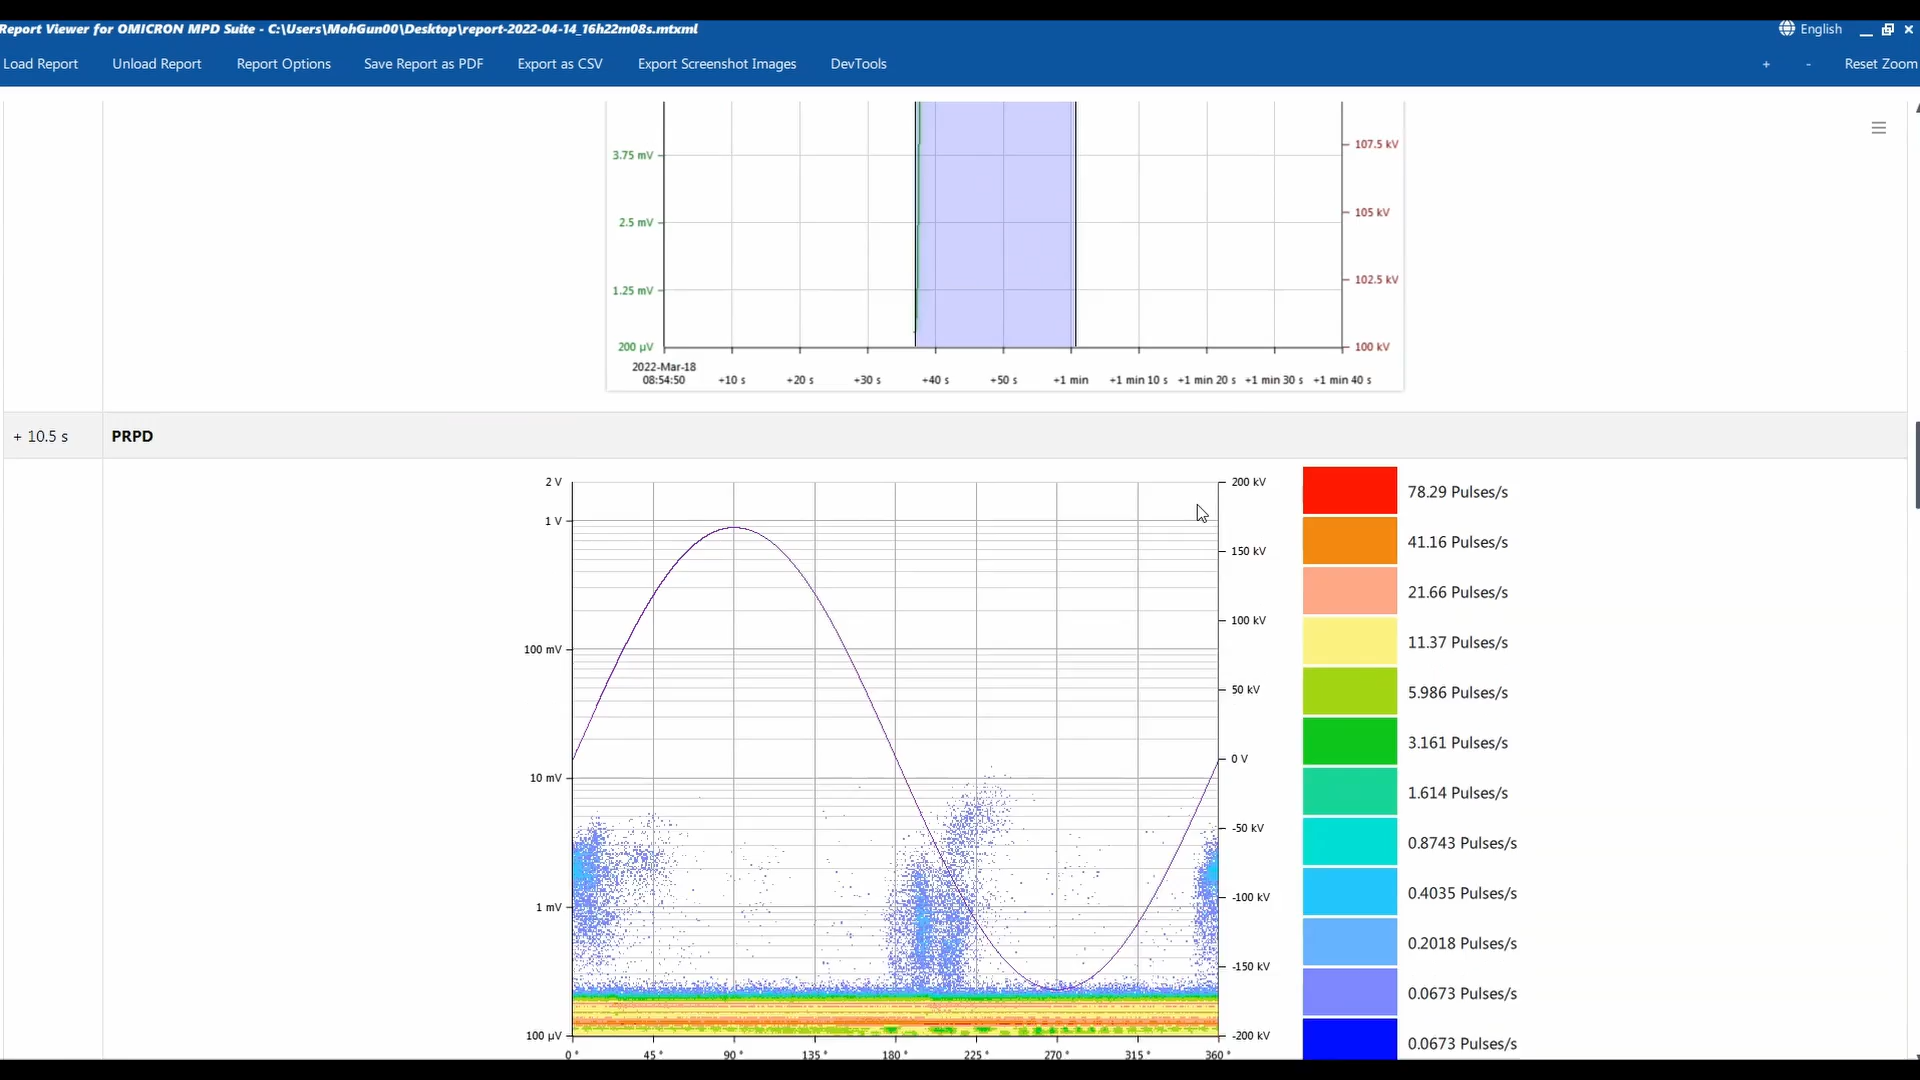 Report Viewer for OMICRON MPD Suite - C:\Users\MohGun00\Desktop\report-2022-04-14_16h22m08s.mtxml
English
Load Report Unload Report Report Options Save Report as PDF Export as CSV Export Screenshot Images DevTools + - Reset Zoom
3.75 mV
2.5 mV
1.25 mV
200 µV
107.5 kV
105 kV
102.5 kV
100 kV
2022-Mar-18
08:54:50 +10 s +20 s +30 s +40 s +50 s +1 min +1 min 10 s +1 min 20 s +1 min 30 s +1 min 40 s
+ 10.5 s PRPD
2 V
1 V
100 mV
10 mV
1 mV
100 µV
200 kV
150 kV
100 kV
50 kV
0 V
-50 kV
-100 kV
-150 kV
-200 kV
0 ° 45 ° 90 ° 135 ° 180 ° 225 ° 270 ° 315 ° 360 °
78.29 Pulses/s
41.16 Pulses/s
21.66 Pulses/s
11.37 Pulses/s
5.986 Pulses/s
3.161 Pulses/s
1.614 Pulses/s
0.8743 Pulses/s
0.4035 Pulses/s
0.2018 Pulses/s
0.0673 Pulses/s
0.0673 Pulses/s